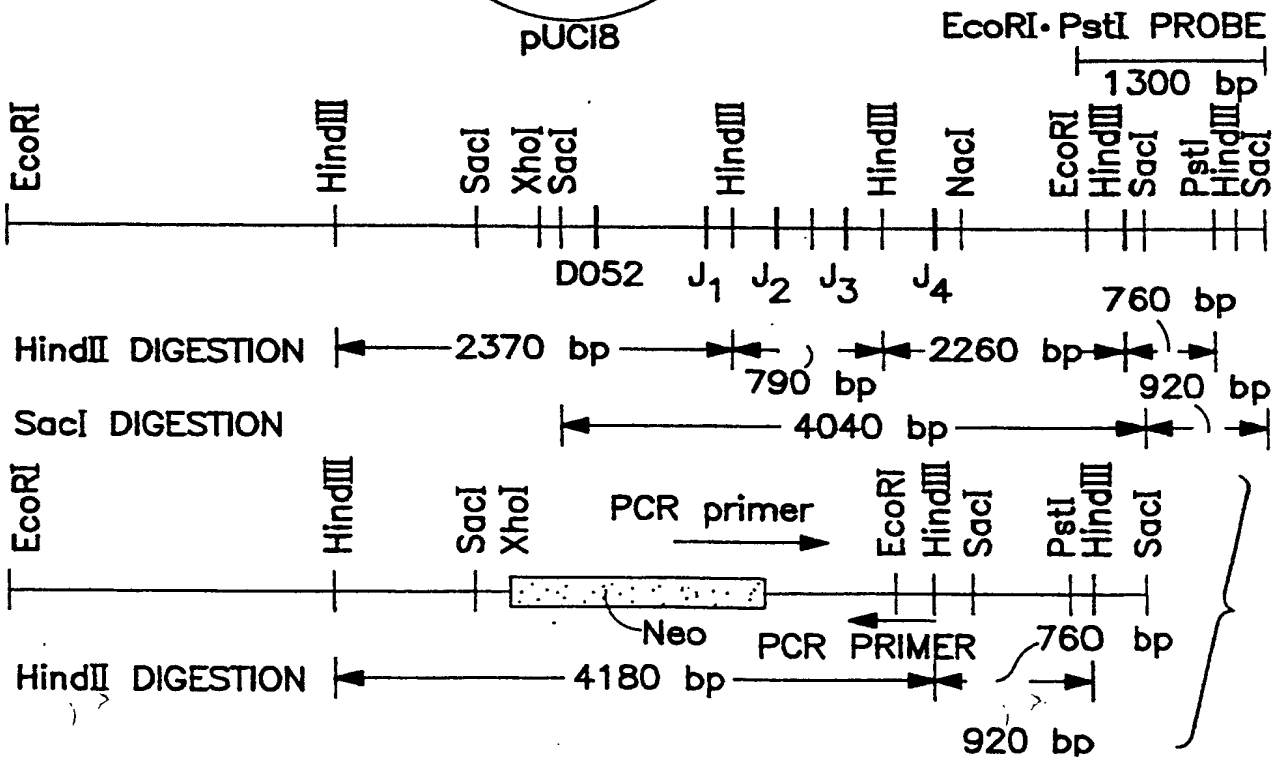 pUC18
EcoRI·PstI PROBE
1300 bp
EcoRI HindIII SacI XhoI SacI HindIII HindIII NacI EcoRI HindIII SacI PstI HindIII SacI
D052 J1 J2 J3 J4
760 bp
HindII DIGESTION 2370 bp 790 bp 2260 bp
920 bp
SacI DIGESTION 4040 bp
EcoRI HindIII SacI XhoI PCR primer EcoRI HindIII SacI PstI HindIII SacI
Neo PCR PRIMER 760 bp
HindII DIGESTION 4180 bp
920 bp